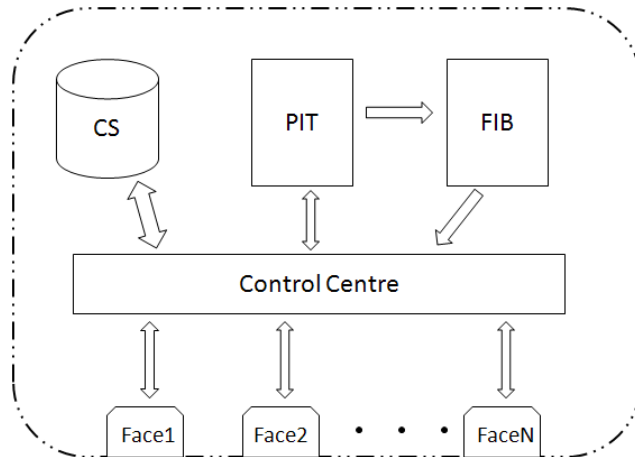 CS
PIT
FIB
Control Centre
Face1
Face2
FaceN